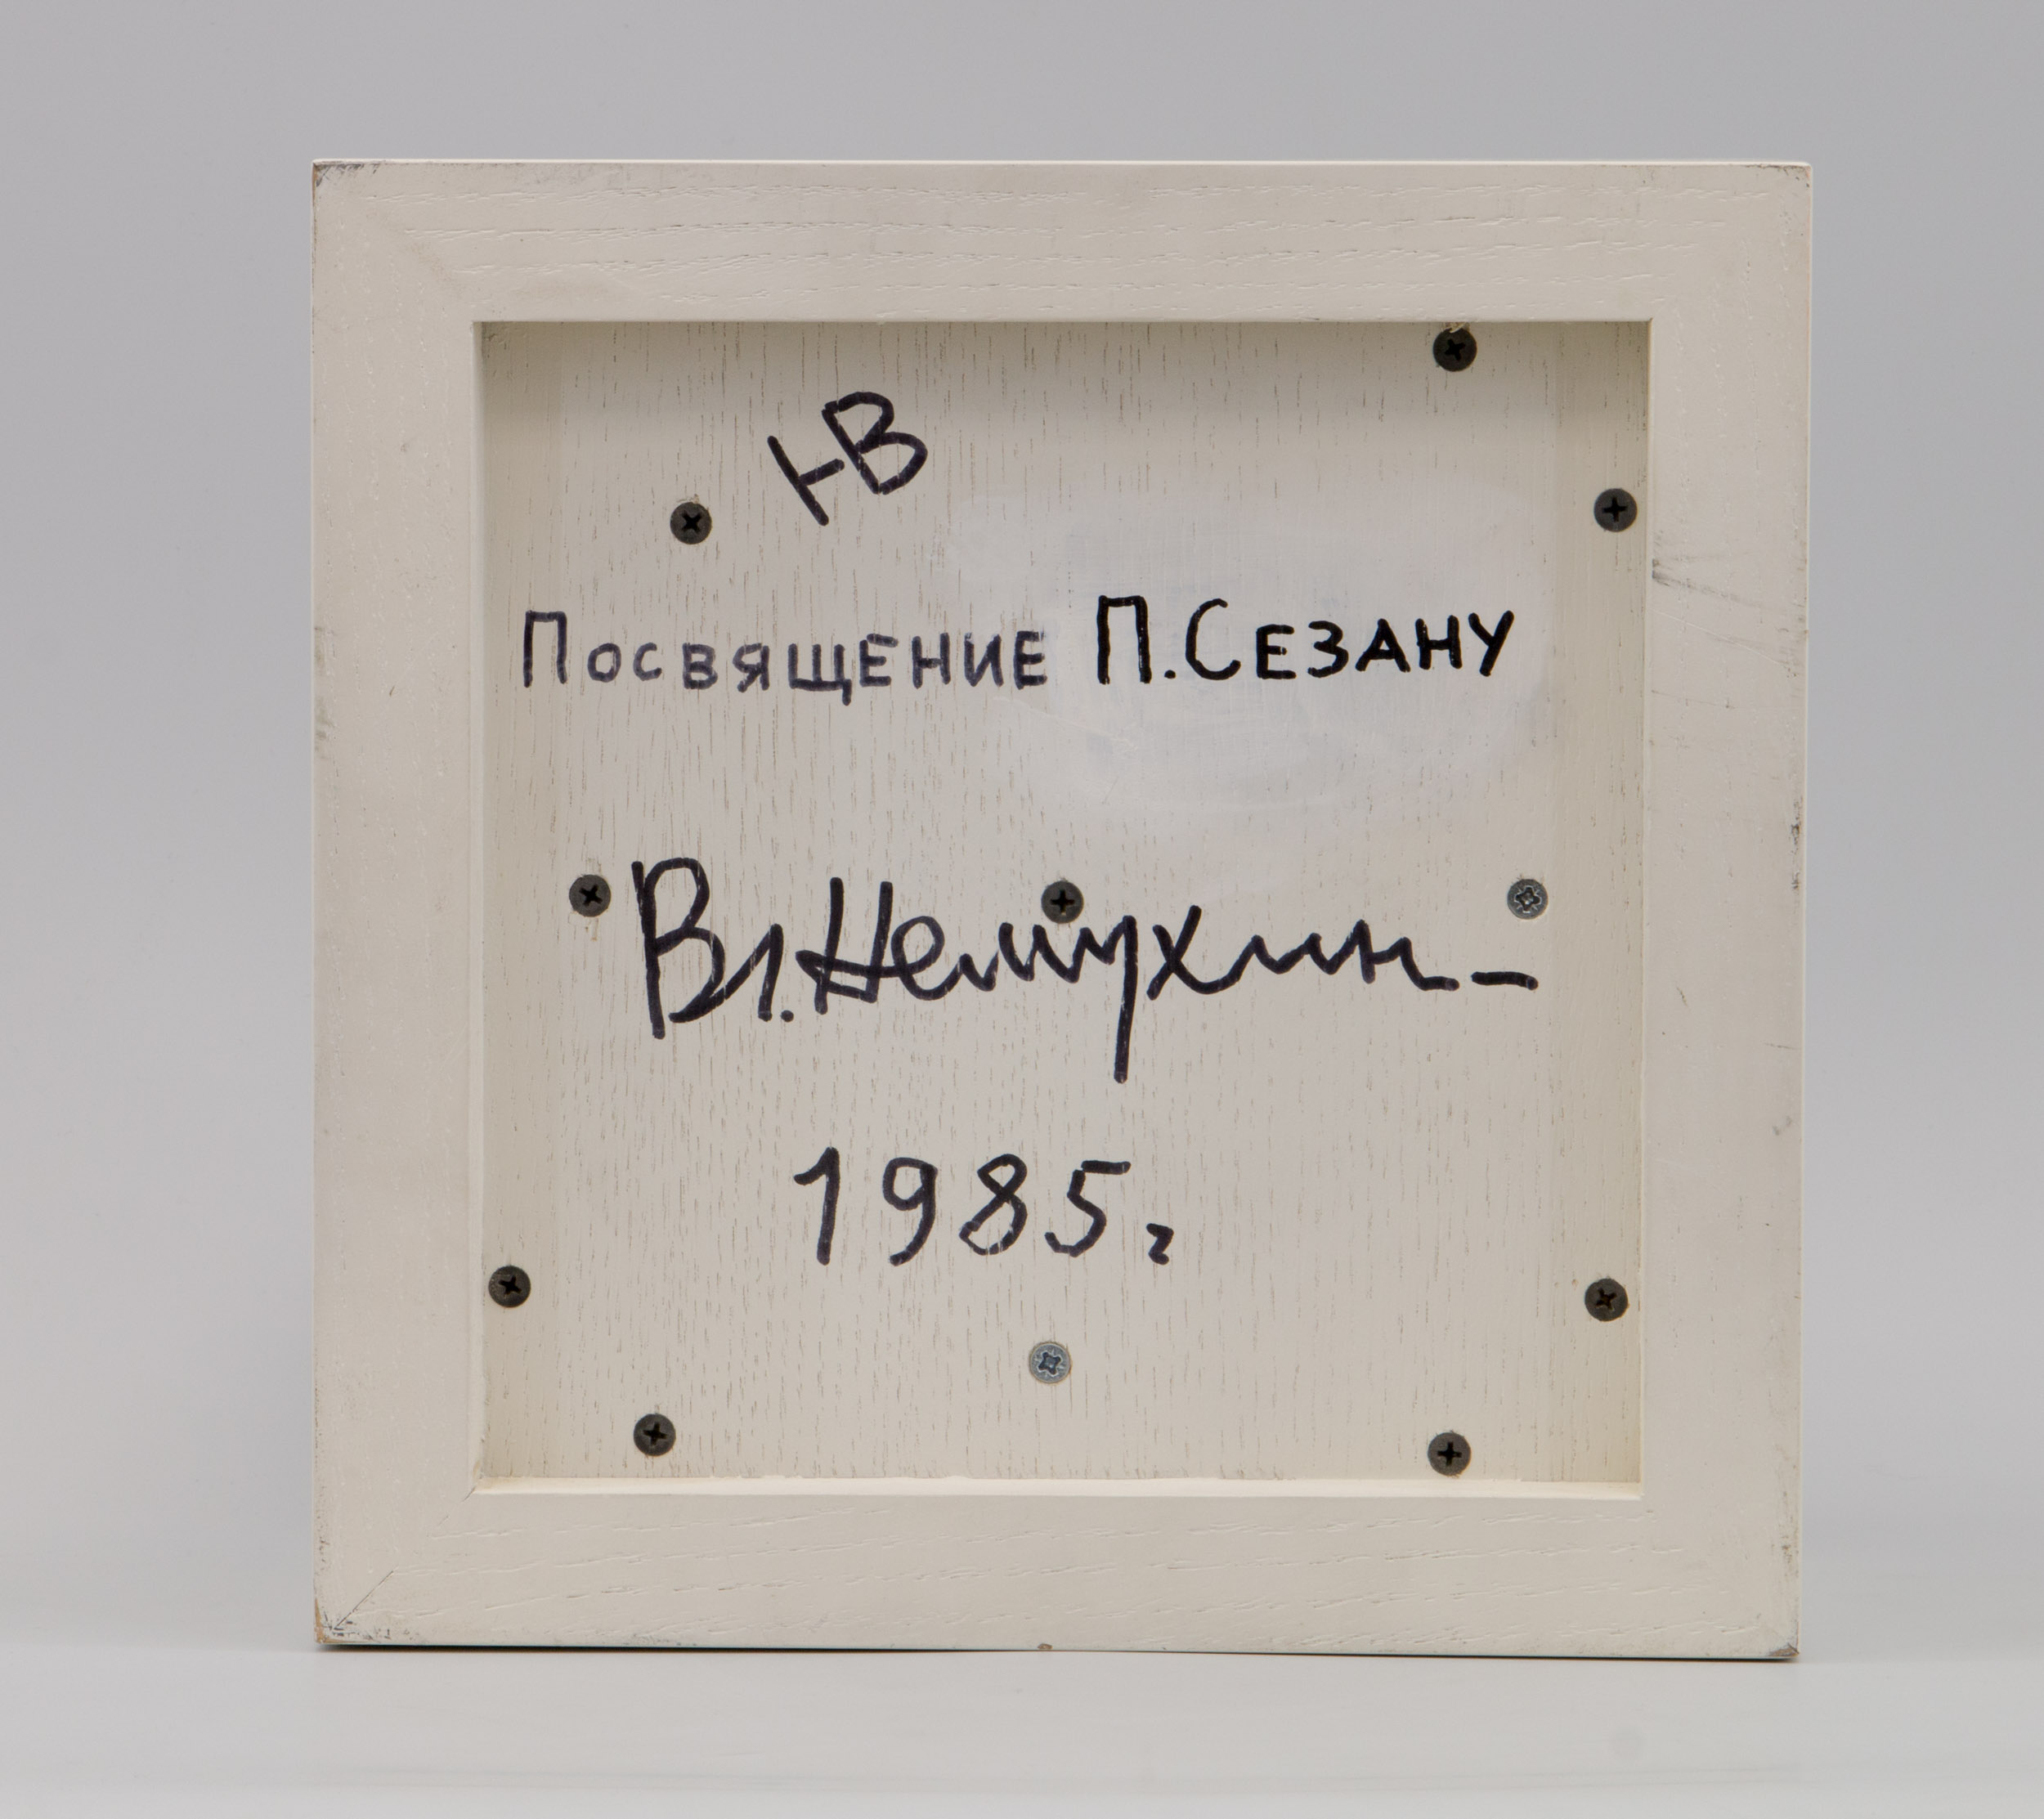 НВ
Посвящение П. Сезану
Вл. Немухин –
1985 г